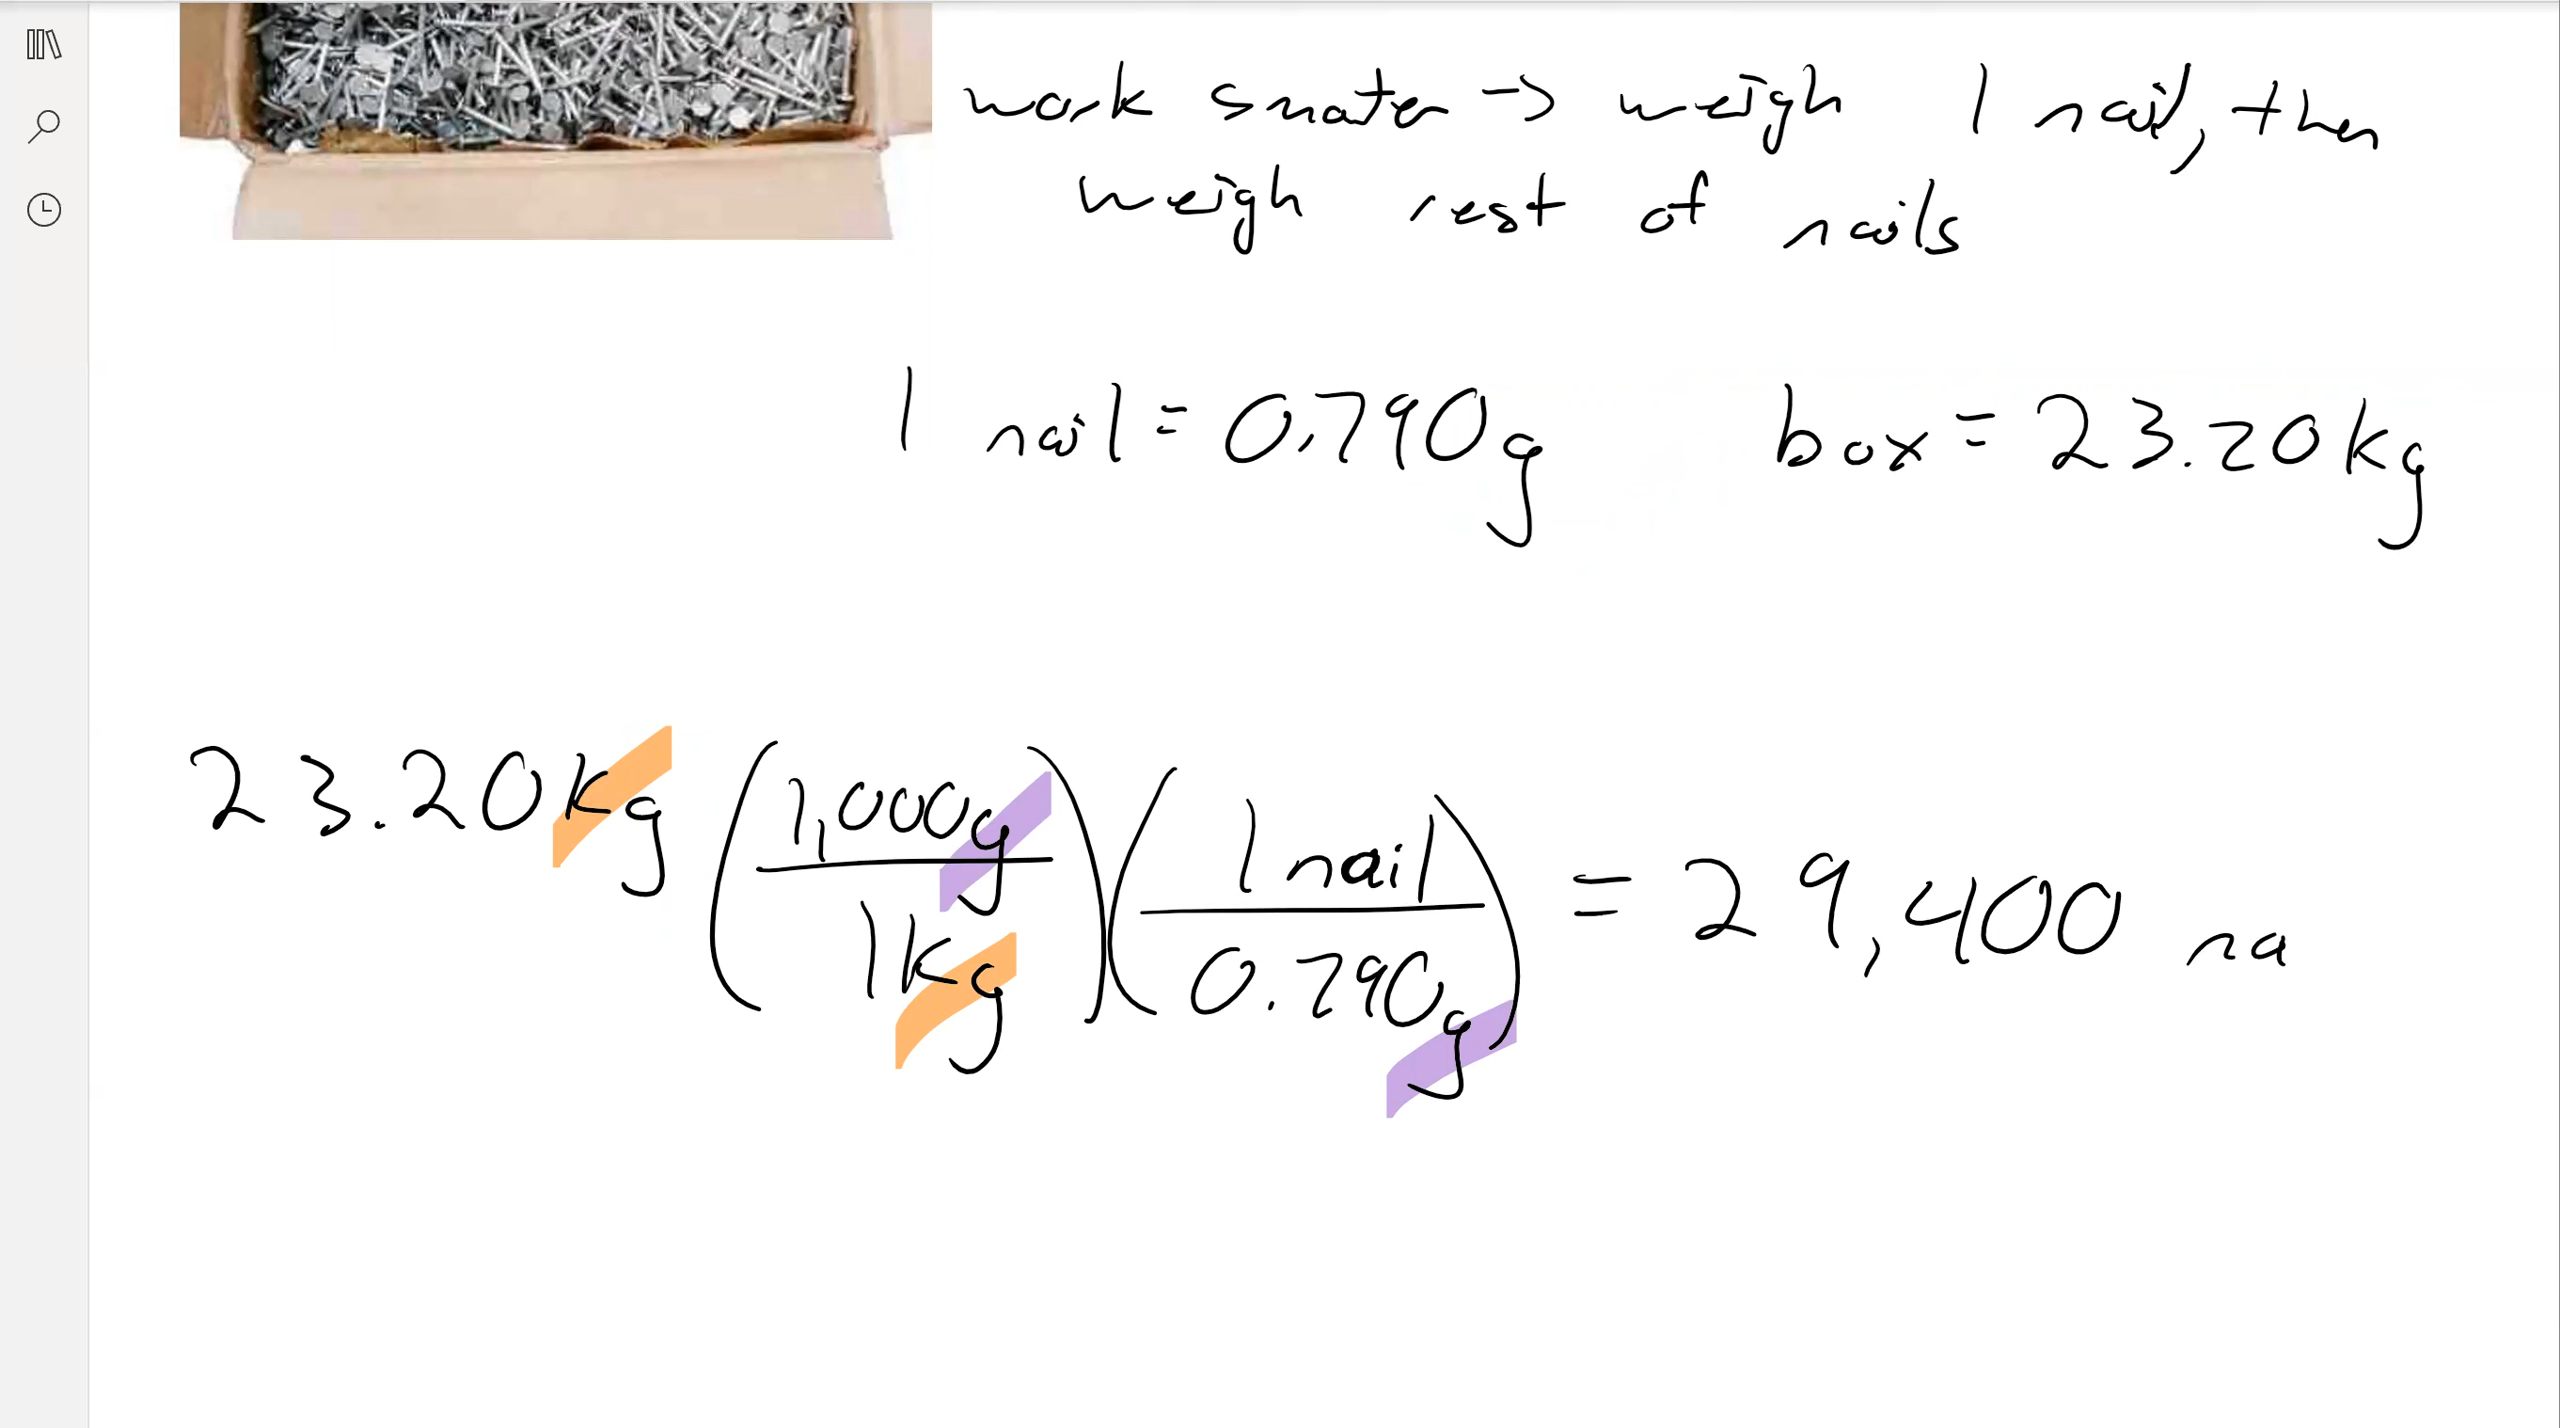 work smater -> weigh 1 nail, then
weigh rest of nails
1 nail = 0.790g box = 23.20kg
23.20kg (1,000g / 1kg) (1 nail / 0.790g) = 29,400 na